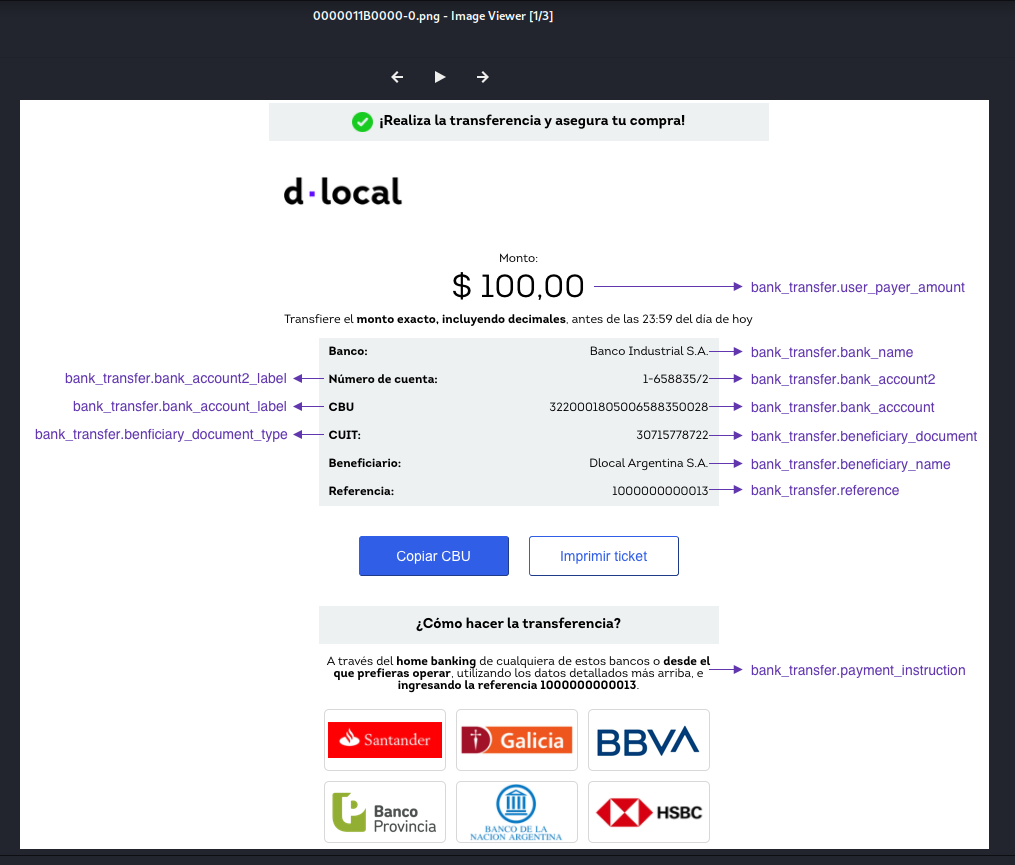 0000011B0000-0.png - Image Viewer [1/3]
¡Realiza la transferencia y asegura tu compra!
d·local
Monto:
$ 100,00
bank_transfer.user_payer_amount
Transfiere el monto exacto, incluyendo decimales, antes de las 23:59 del día de hoy
Banco: Banco Industrial S.A. bank_transfer.bank_name
bank_transfer.bank_account2_label Número de cuenta: 1-658835/2 bank_transfer.bank_account2
bank_transfer.bank_account_label CBU 3220001805006588350028 bank_transfer.bank_acccount
bank_transfer.benficiary_document_type CUIT: 30715778722 bank_transfer.beneficiary_document
Beneficiario: Dlocal Argentina S.A. bank_transfer.beneficiary_name
Referencia: 1000000000013 bank_transfer.reference
Copiar CBU Imprimir ticket
¿Cómo hacer la transferencia?
A través del home banking de cualquiera de estos bancos o desde el
que prefieras operar, utilizando los datos detallados más arriba, e
ingresando la referencia 1000000000013.
bank_transfer.payment_instruction
Santander Galicia BBVA
Banco
Provincia
BANCO DE LA
NACION ARGENTINA
HSBC